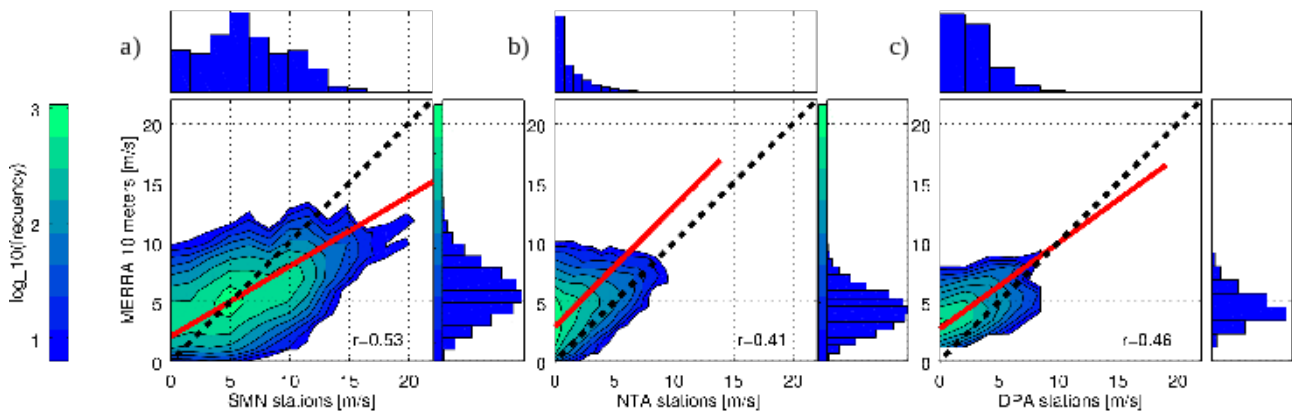 a)
b)
c)
3
2
1
log_10((frecuency)
MERRA 10 meters [m/s]
20
15
10
5
0
r=0.53
0 5 10 15 20
SMN stations [m/s]
20
15
10
5
0
r=0.41
0 5 10 15 20
NTA stations [m/s]
20
15
10
5
0
r=0.46
0 5 10 15 20
DPA stations [m/s]